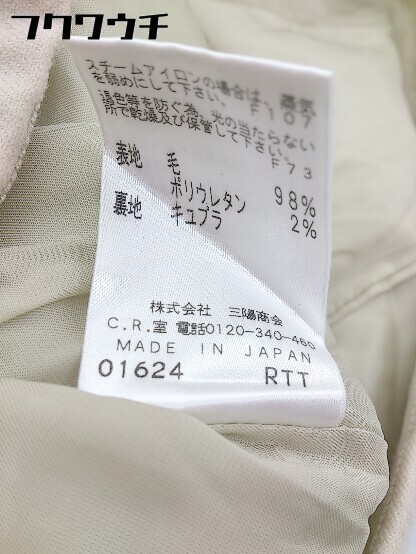 フクウウチ
スチームアイロンの場合は、蒸気
を弱めにして下さい。 F107
退色等を防ぐ為、光の当たらない
所で乾燥及び保管して下さい。
F73
表地 毛 98%
ポリウレタン 2%
裏地 キュプラ
株式会社 三陽商会
C.R.室 電話0120-340-460
MADE IN JAPAN
01624 RTT